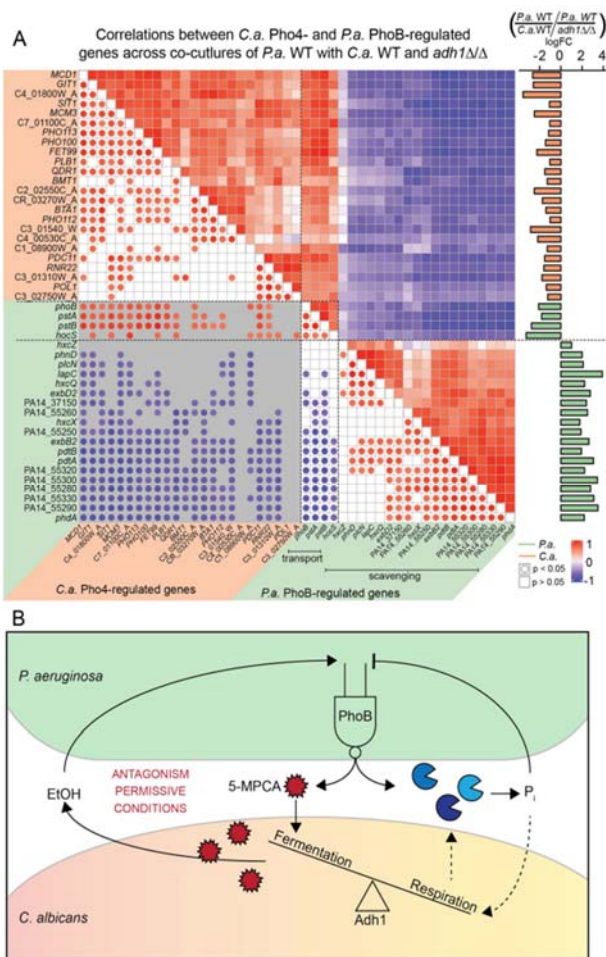 A
Correlations between C.a. Pho4- and P.a. PhoB-regulated
genes across co-cutlures of P.a. WT with C.a. WT and adh1Δ/Δ
(P.a. WT / C.a. WT / P.a. WT / adh1Δ/Δ)
logFC
-2 0 2 4
MCD1
GIT1
C4_01800W_A
SIT1
MCM3
C7_01100C_A
PHO113
PHO100
FET99
PLB1
QDR1
BMT1
C2_02550C_A
CR_03270W_A
BTA1
PHO112
C3_01540_W
C4_00530C_A
C1_08900W_A
PDC11
RNR22
C3_01310W_A
POL1
C3_02750W_A
phoB
pstA
pstB
hocS
hxcZ
phnD
plcN
lapC
hxcQ
exbD2
PA14_37150
PA14_55260
hxcX
PA14_55250
exbB2
pdtB
pdtA
PA14_55320
PA14_55300
PA14_55280
PA14_55330
PA14_55290
phdA
transport
scavenging
C.a. Pho4-regulated genes
P.a. PhoB-regulated genes
P.a.
C.a.
p < 0.05
p > 0.05
1
0
-1
B
P. aeruginosa
PhoB
ANTAGONISM
PERMISSIVE
CONDITIONS
5-MPCA
EtOH
Pi
Fermentation
Respiration
Adh1
C. albicans